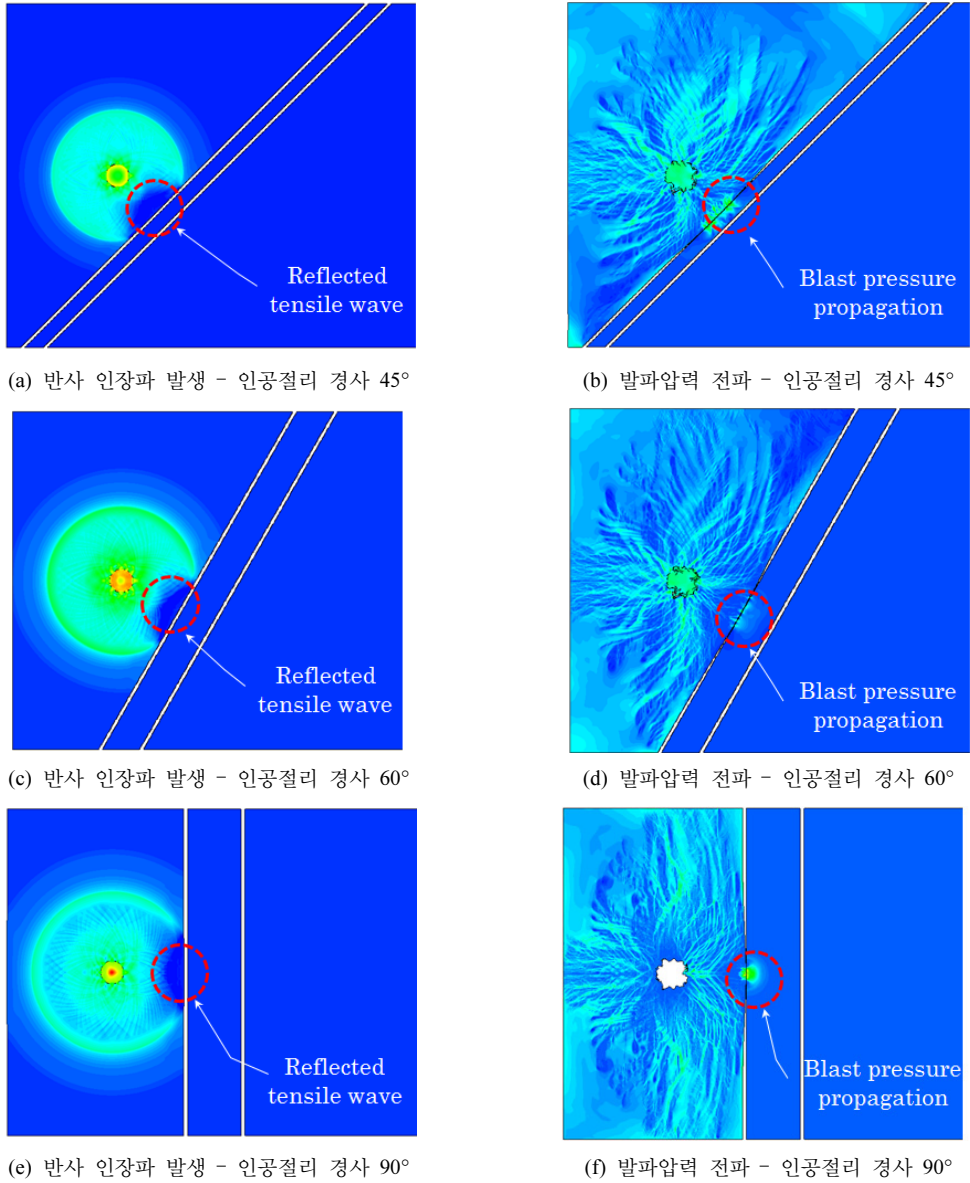 Reflected
tensile wave
Blast pressure
propagation
(a) 반사 인장파 발생 - 인공절리 경사 45°
(b) 발파압력 전파 - 인공절리 경사 45°
Reflected
tensile wave
Blast pressure
propagation
(c) 반사 인장파 발생 - 인공절리 경사 60°
(d) 발파압력 전파 - 인공절리 경사 60°
Reflected
tensile wave
Blast pressure
propagation
(e) 반사 인장파 발생 - 인공절리 경사 90°
(f) 발파압력 전파 - 인공절리 경사 90°